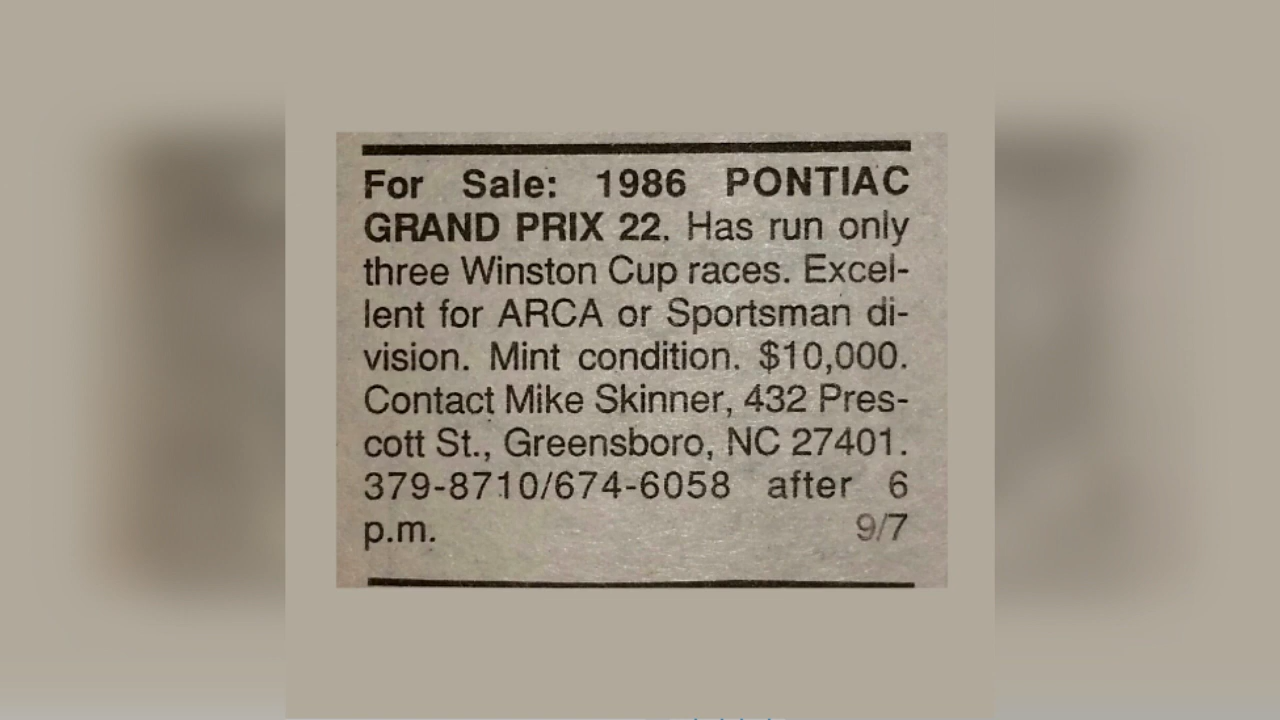 For Sale: 1986 PONTIAC
GRAND PRIX 22. Has run only
three Winston Cup races. Excel-
lent for ARCA or Sportsman di-
vision. Mint condition. $10,000.
Contact Mike Skinner, 432 Pres-
cott St., Greensboro, NC 27401.
379-8710/674-6058 after 6
p.m. 9/7